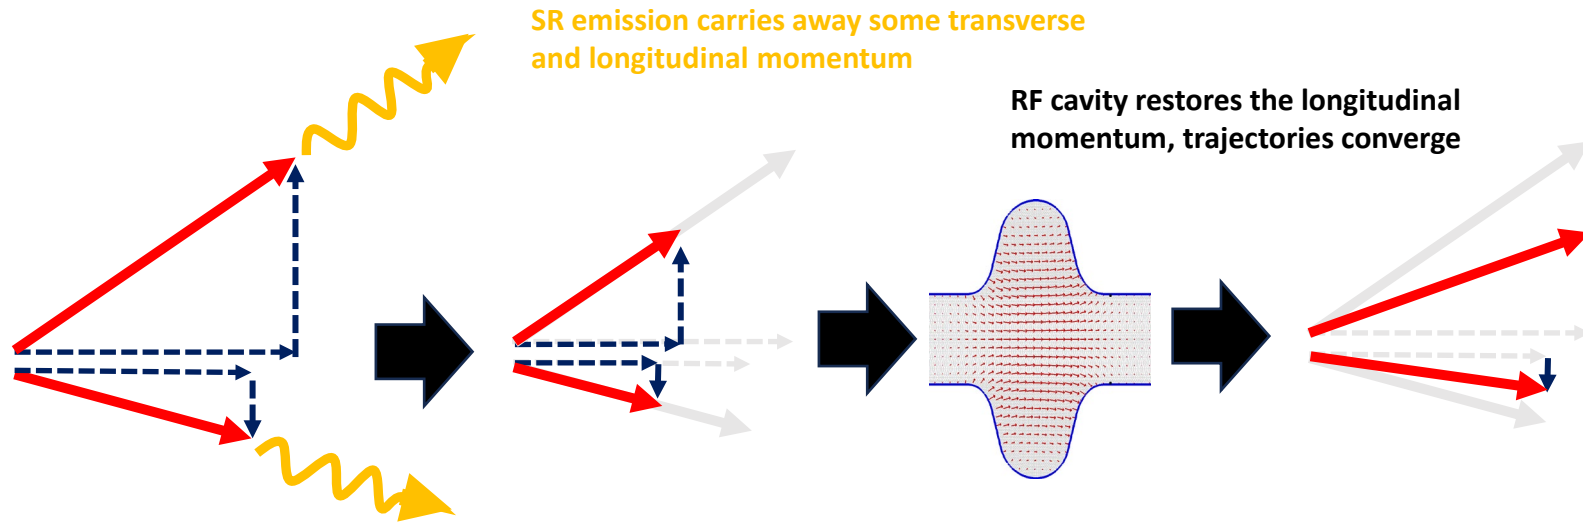 SR emission carries away some transverse
and longitudinal momentum
RF cavity restores the longitudinal
momentum, trajectories converge